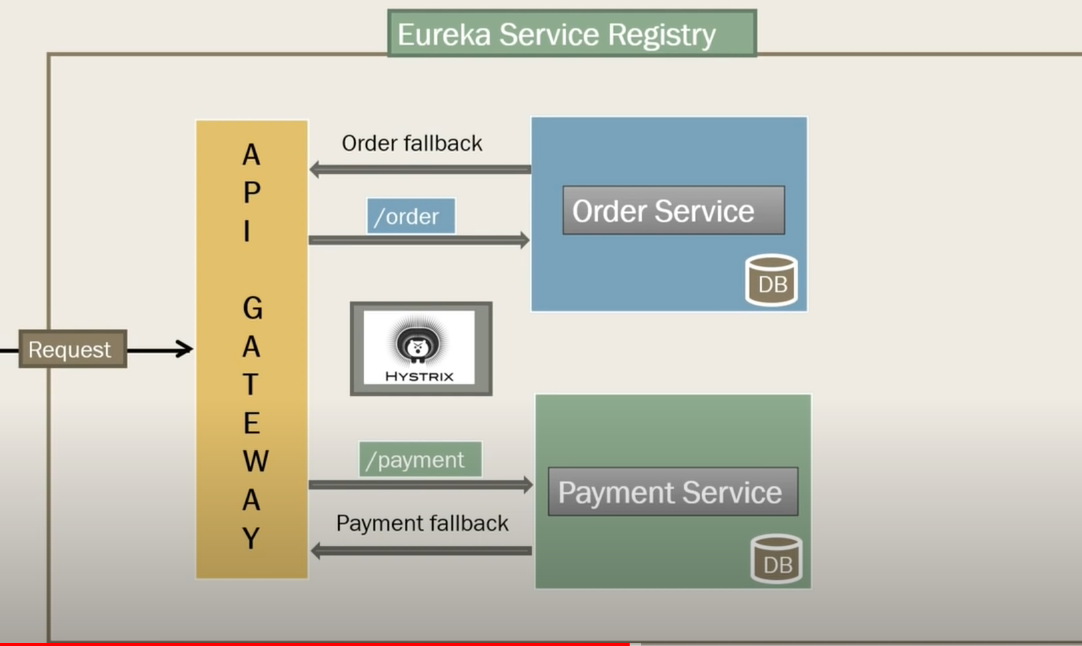 Eureka Service Registry
API GATEWAY
Order fallback
/order
Order Service
DB
Request
HYSTRIX
/payment
Payment Service
Payment fallback
DB